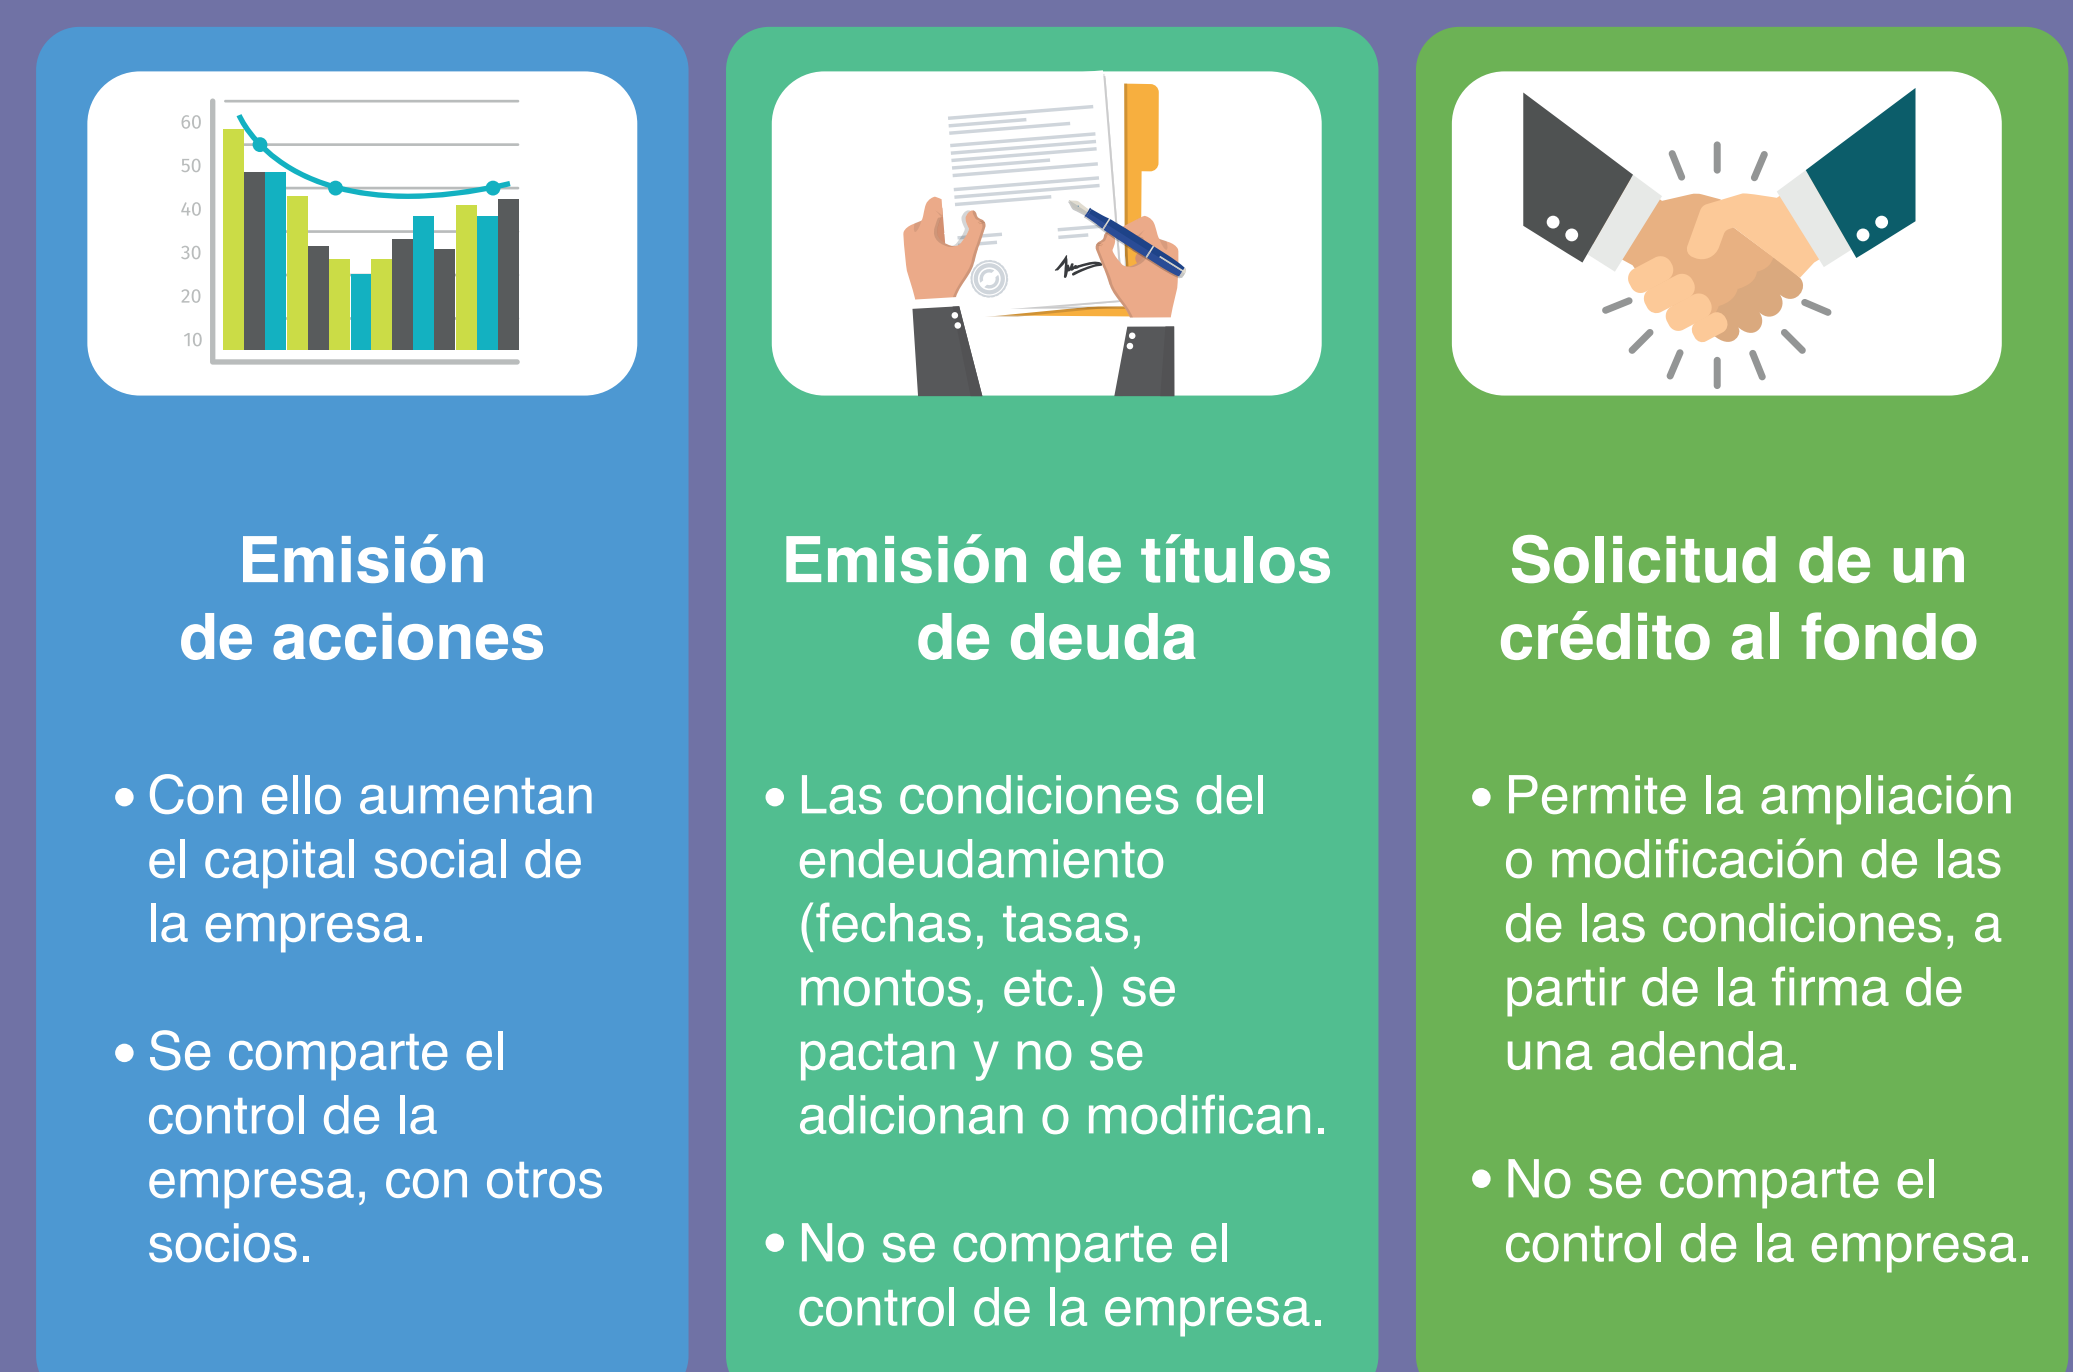 60
50
40
30
20
10
Emisión
de acciones
• Con ello aumentan
el capital social de
la empresa.
• Se comparte el
control de la
empresa, con otros
socios.
Emisión de títulos
de deuda
• Las condiciones del
endeudamiento
(fechas, tasas,
montos, etc.) se
pactan y no se
adicionan o modifican.
• No se comparte el
control de la empresa.
Solicitud de un
crédito al fondo
• Permite la ampliación
o modificación de las
de las condiciones, a
partir de la firma de
una adenda.
• No se comparte el
control de la empresa.